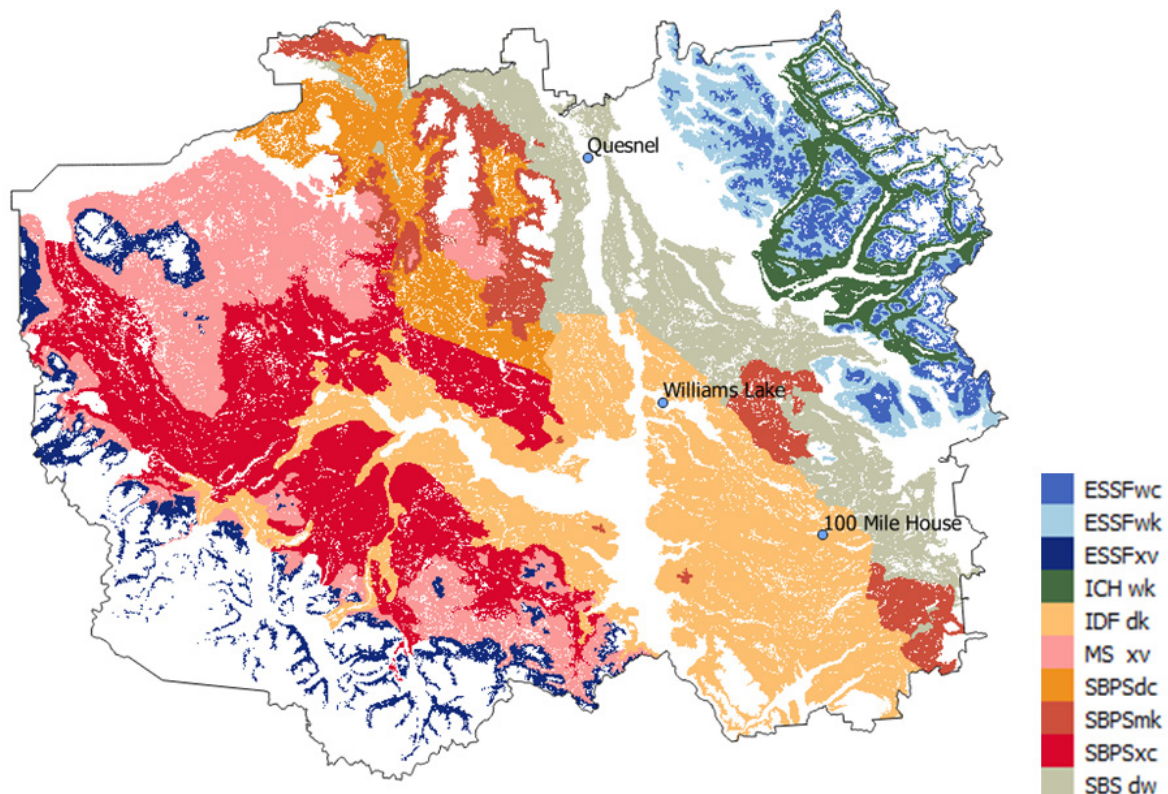 Quesnel
Williams Lake
100 Mile House
ESSFwc
ESSFwk
ESSFxv
ICH wk
IDF dk
MS xv
SBPSdc
SBPSmk
SBPSxc
SBS dw